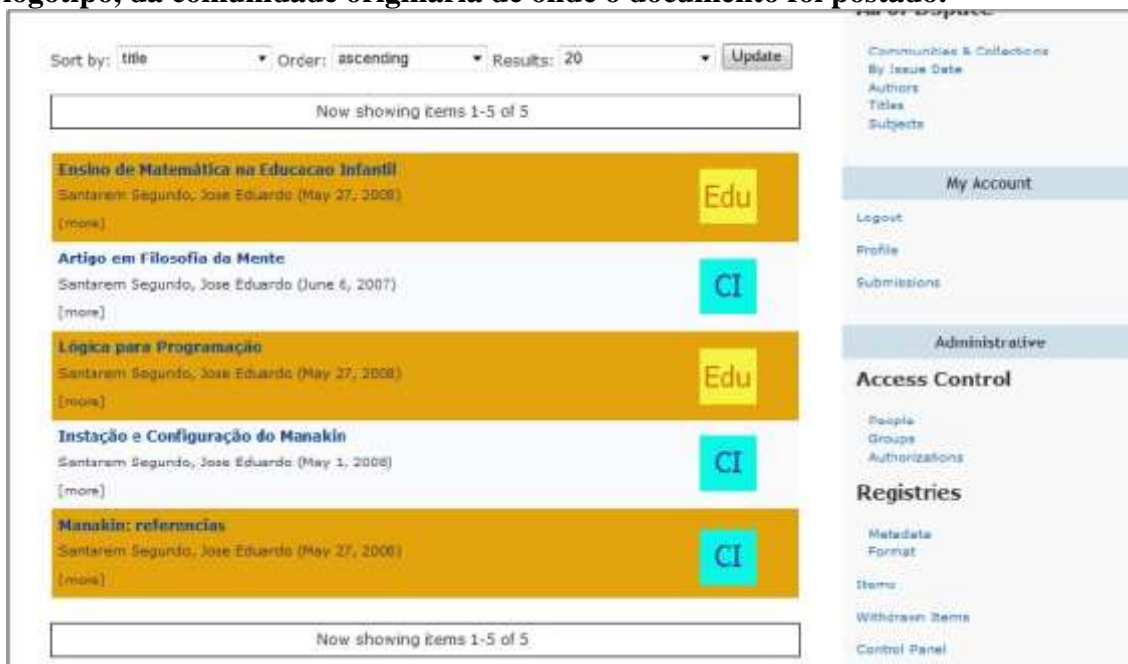 logotipo, da comunidade originária de onde o documento foi postado.
Sort by: title Order: ascending Results: 20 Update
Now showing items 1-5 of 5
Ensino de Matemática na Educacao Infantil
Santarem Segundo, Jose Eduardo (May 27, 2008)
[more]
Edu
Artigo em Filosofia da Mente
Santarem Segundo, Jose Eduardo (June 6, 2007)
[more]
CI
Lógica para Programação
Santarem Segundo, Jose Eduardo (May 27, 2008)
[more]
Edu
Instação e Configuração do Manakin
Santarem Segundo, Jose Eduardo (May 1, 2008)
[more]
CI
Manakin: referencias
Santarem Segundo, Jose Eduardo (May 27, 2008)
[more]
CI
Now showing items 1-5 of 5
Communities & Collections
By Issue Date
Authors
Titles
Subjects
My Account
Logout
Profile
Submissions
Administrative
Access Control
People
Groups
Authorizations
Registries
Metadata
Format
Items
Withdrawn Items
Control Panel